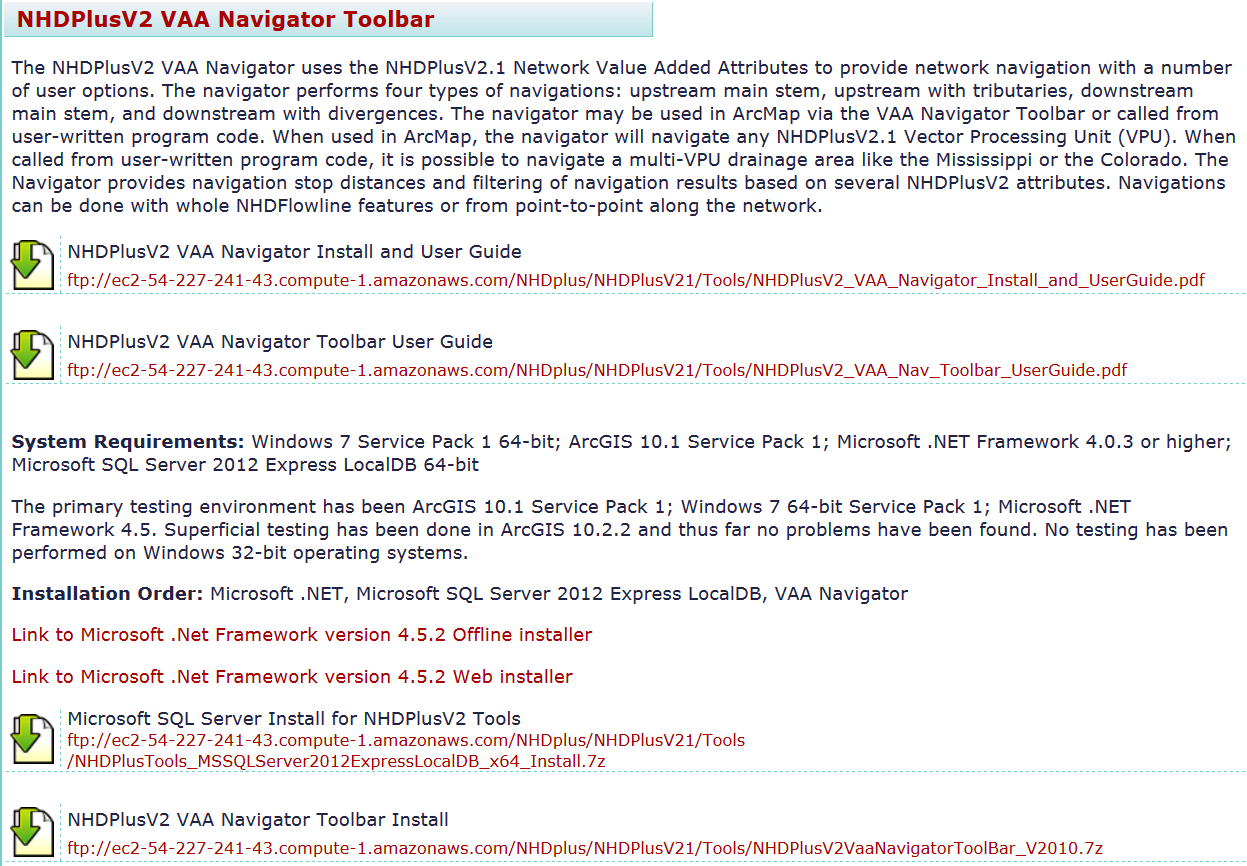 NHDPlusV2 VAA Navigator Toolbar
The NHDPlusV2 VAA Navigator uses the NHDPlusV2.1 Network Value Added Attributes to provide network navigation with a number
of user options. The navigator performs four types of navigations: upstream main stem, upstream with tributaries, downstream
main stem, and downstream with divergences. The navigator may be used in ArcMap via the VAA Navigator Toolbar or called from
user-written program code. When used in ArcMap, the navigator will navigate any NHDPlusV2.1 Vector Processing Unit (VPU). When
called from user-written program code, it is possible to navigate a multi-VPU drainage area like the Mississippi or the Colorado. The
Navigator provides navigation stop distances and filtering of navigation results based on several NHDPlusV2 attributes. Navigations
can be done with whole NHDFlowline features or from point-to-point along the network.
NHDPlusV2 VAA Navigator Install and User Guide
ftp://ec2-54-227-241-43.compute-1.amazonaws.com/NHDplus/NHDPlusV21/Tools/NHDPlusV2_VAA_Navigator_Install_and_UserGuide.pdf
NHDPlusV2 VAA Navigator Toolbar User Guide
ftp://ec2-54-227-241-43.compute-1.amazonaws.com/NHDplus/NHDPlusV21/Tools/NHDPlusV2_VAA_Nav_Toolbar_UserGuide.pdf
System Requirements: Windows 7 Service Pack 1 64-bit; ArcGIS 10.1 Service Pack 1; Microsoft .NET Framework 4.0.3 or higher;
Microsoft SQL Server 2012 Express LocalDB 64-bit
The primary testing environment has been ArcGIS 10.1 Service Pack 1; Windows 7 64-bit Service Pack 1; Microsoft .NET
Framework 4.5. Superficial testing has been done in ArcGIS 10.2.2 and thus far no problems have been found. No testing has been
performed on Windows 32-bit operating systems.
Installation Order: Microsoft .NET, Microsoft SQL Server 2012 Express LocalDB, VAA Navigator
Link to Microsoft .Net Framework version 4.5.2 Offline installer
Link to Microsoft .Net Framework version 4.5.2 Web installer
Microsoft SQL Server Install for NHDPlusV2 Tools
ftp://ec2-54-227-241-43.compute-1.amazonaws.com/NHDplus/NHDPlusV21/Tools
/NHDPlusTools_MSSQLServer2012ExpressLocalDB_x64_Install.7z
NHDPlusV2 VAA Navigator Toolbar Install
ftp://ec2-54-227-241-43.compute-1.amazonaws.com/NHDplus/NHDPlusV21/Tools/NHDPlusV2VaaNavigatorToolBar_V2010.7z